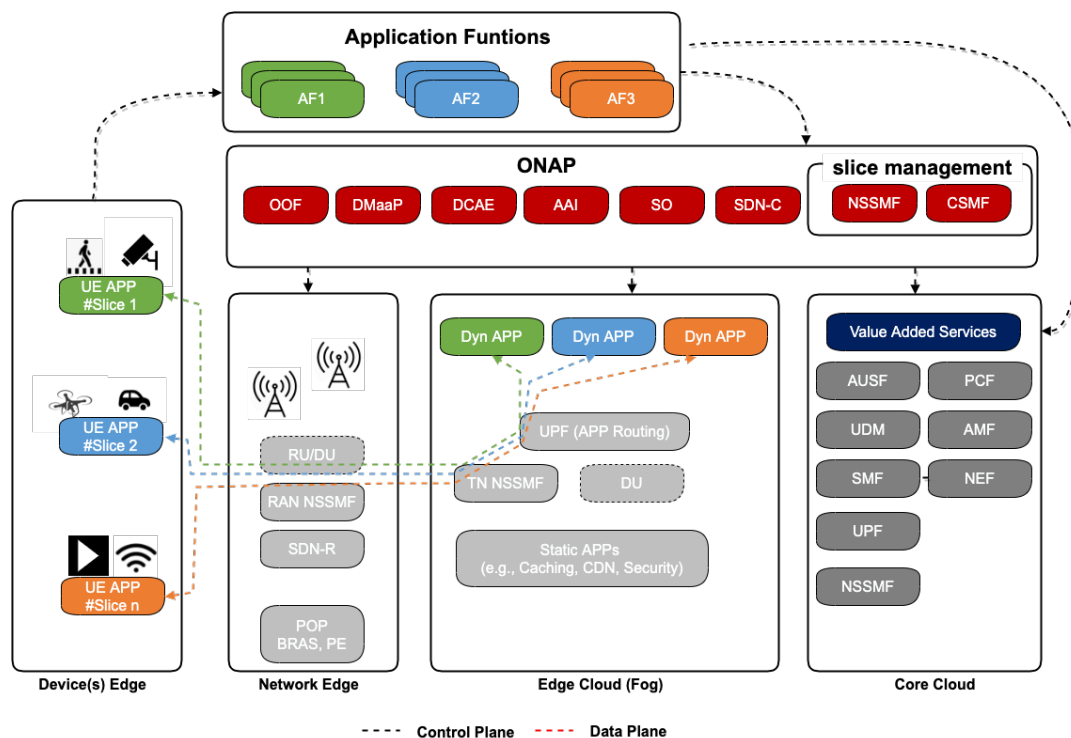 Application Funtions
AF1
AF2
AF3
ONAP
OOF
DMaaP
DCAE
AAI
SO
SDN-C
slice management
NSSMF
CSMF
UE APP
#Slice 1
UE APP
#Slice 2
UE APP
#Slice n
Device(s) Edge
RU/DU
RAN NSSMF
SDN-R
POP
BRAS, PE
Network Edge
Dyn APP
Dyn APP
Dyn APP
UPF (APP Routing)
TN NSSMF
DU
Static APPs
(e.g., Caching, CDN, Security)
Edge Cloud (Fog)
Value Added Services
AUSF
PCF
UDM
AMF
SMF
NEF
UPF
NSSMF
Core Cloud
Control Plane
Data Plane